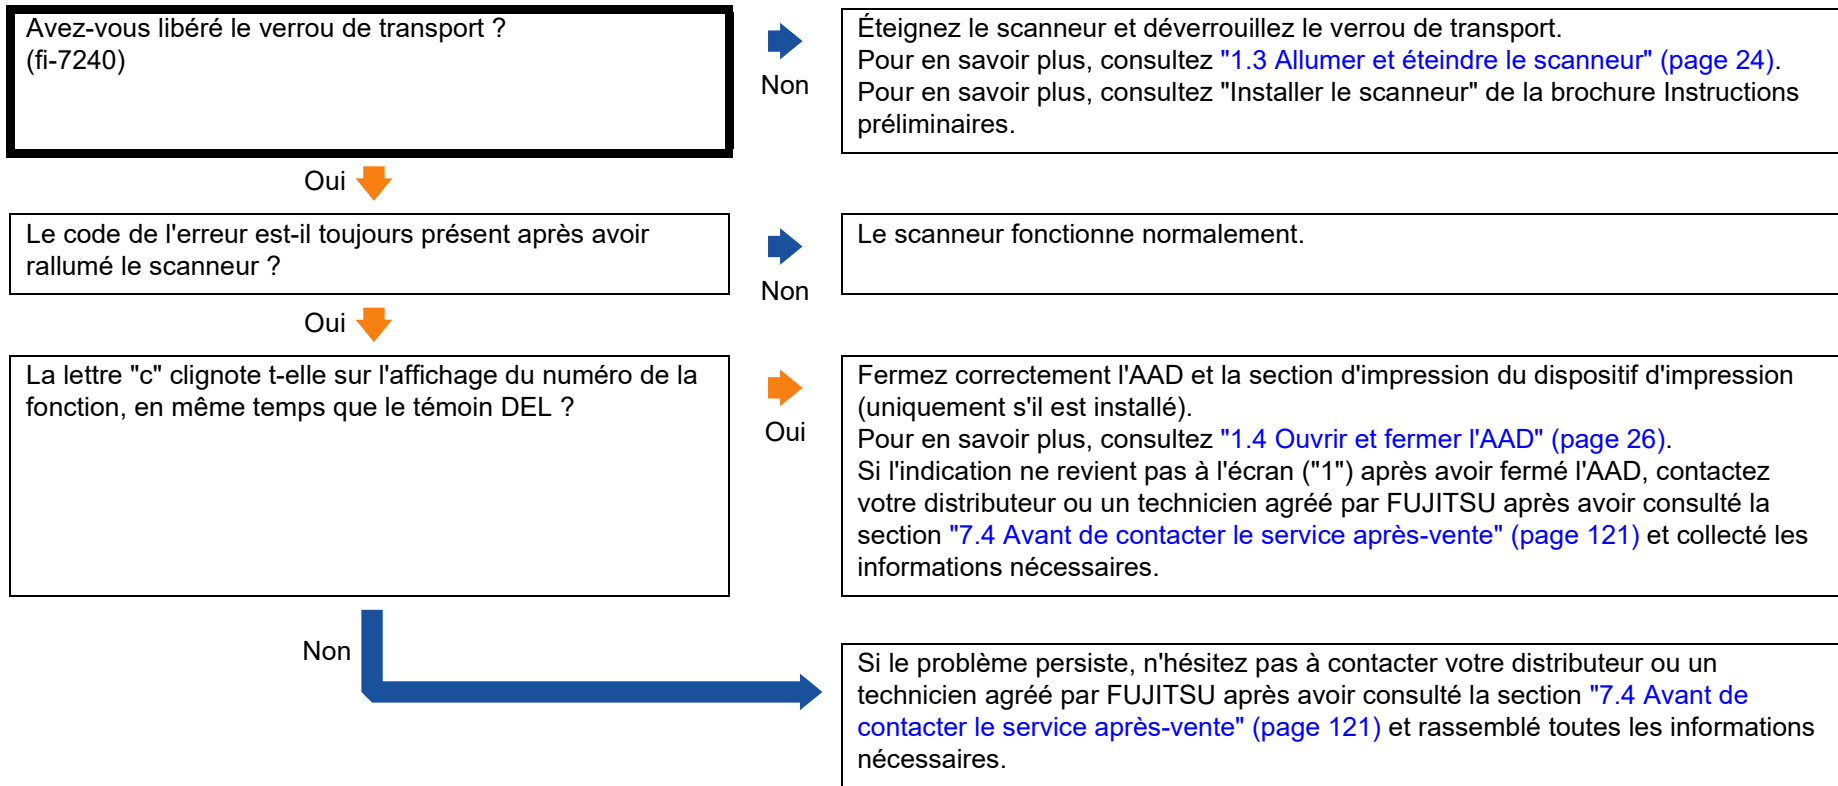 Avez-vous libéré le verrou de transport ?
(fi-7240)
Non
Éteignez le scanneur et déverrouillez le verrou de transport.
Pour en savoir plus, consultez "1.3 Allumer et éteindre le scanneur" (page 24).
Pour en savoir plus, consultez "Installer le scanneur" de la brochure Instructions
préliminaires.
Oui
Le code de l'erreur est-il toujours présent après avoir
rallumé le scanneur ?
Non
Le scanneur fonctionne normalement.
Oui
La lettre "c" clignote t-elle sur l'affichage du numéro de la
fonction, en même temps que le témoin DEL ?
Oui
Fermez correctement l'AAD et la section d'impression du dispositif d'impression
(uniquement s'il est installé).
Pour en savoir plus, consultez "1.4 Ouvrir et fermer l'AAD" (page 26).
Si l'indication ne revient pas à l'écran ("1") après avoir fermé l'AAD, contactez
votre distributeur ou un technicien agréé par FUJITSU après avoir consulté la
section "7.4 Avant de contacter le service après-vente" (page 121) et collecté les
informations nécessaires.
Non
Si le problème persiste, n'hésitez pas à contacter votre distributeur ou un
technicien agréé par FUJITSU après avoir consulté la section "7.4 Avant de
contacter le service après-vente" (page 121) et rassemblé toutes les informations
nécessaires.